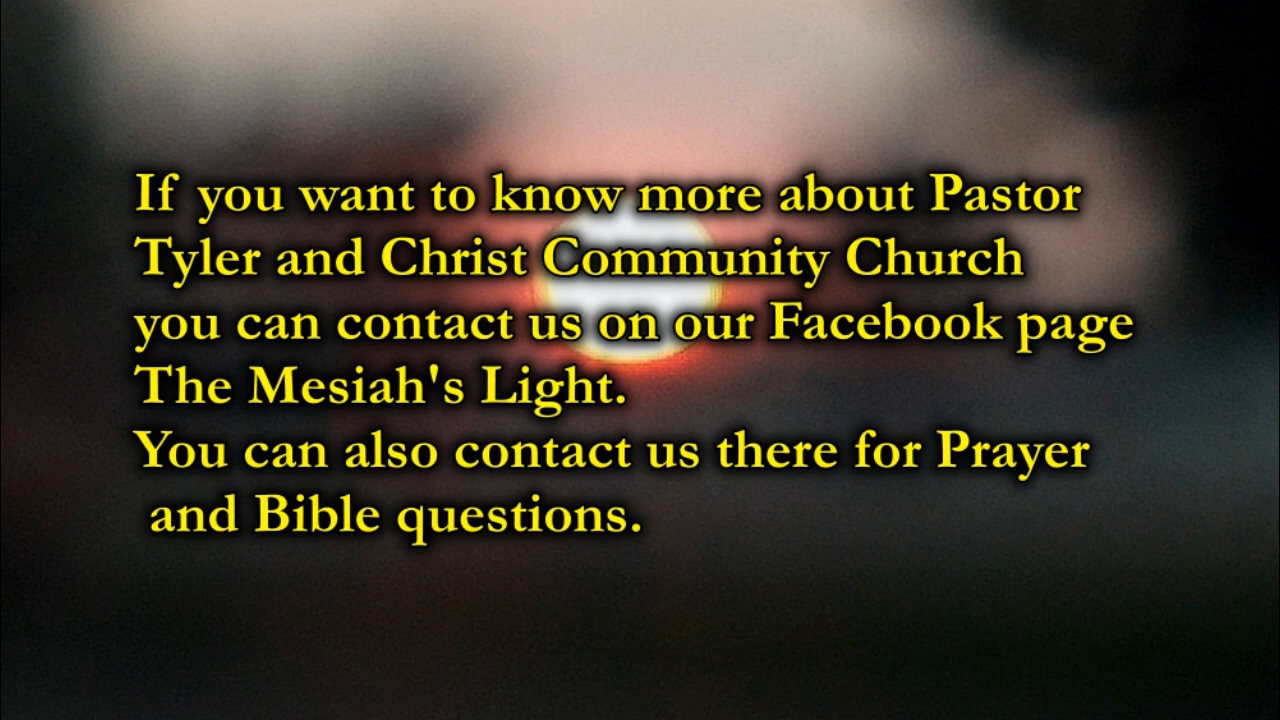 If you want to know more about Pastor
Tyler and Christ Community Church
you can contact us on our Facebook page
The Mesiah's Light.
You can also contact us there for Prayer
and Bible questions.